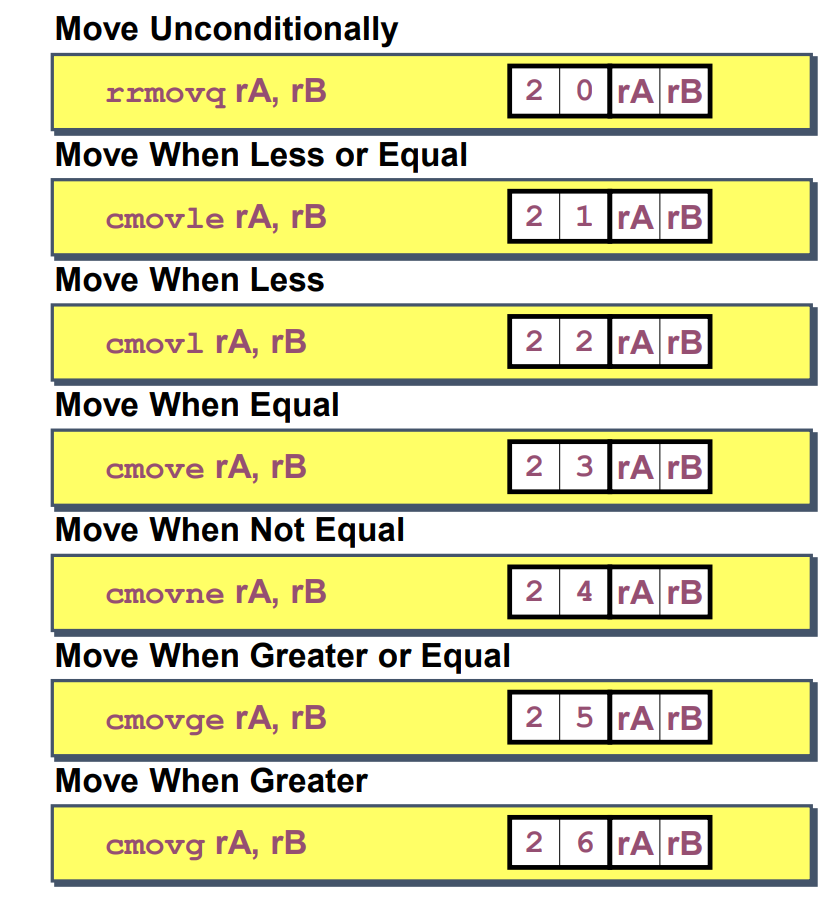 Move Unconditionally
rrmovq rA, rB 2 0 rA rB
Move When Less or Equal
cmovle rA, rB 2 1 rA rB
Move When Less
cmovl rA, rB 2 2 rA rB
Move When Equal
cmove rA, rB 2 3 rA rB
Move When Not Equal
cmovne rA, rB 2 4 rA rB
Move When Greater or Equal
cmovge rA, rB 2 5 rA rB
Move When Greater
cmovg rA, rB 2 6 rA rB